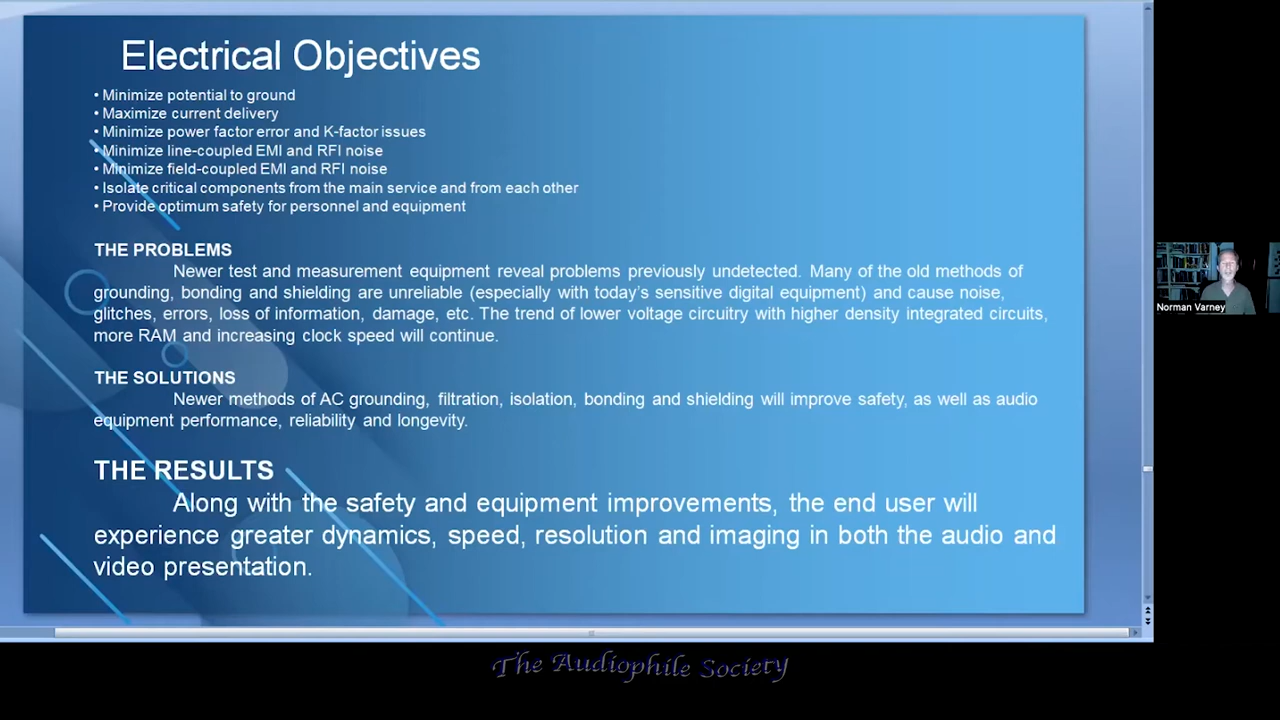 Electrical Objectives
• Minimize potential to ground
• Maximize current delivery
• Minimize power factor error and K-factor issues
• Minimize line-coupled EMI and RFI noise
• Minimize field-coupled EMI and RFI noise
• Isolate critical components from the main service and from each other
• Provide optimum safety for personnel and equipment
THE PROBLEMS
Newer test and measurement equipment reveal problems previously undetected. Many of the old methods of
grounding, bonding and shielding are unreliable (especially with today's sensitive digital equipment) and cause noise,
glitches, errors, loss of information, damage, etc. The trend of lower voltage circuitry with higher density integrated circuits,
more RAM and increasing clock speed will continue.
THE SOLUTIONS
Newer methods of AC grounding, filtration, isolation, bonding and shielding will improve safety, as well as audio
equipment performance, reliability and longevity.
THE RESULTS
Along with the safety and equipment improvements, the end user will
experience greater dynamics, speed, resolution and imaging in both the audio and
video presentation.
Norman Varney
The Audiophile Society